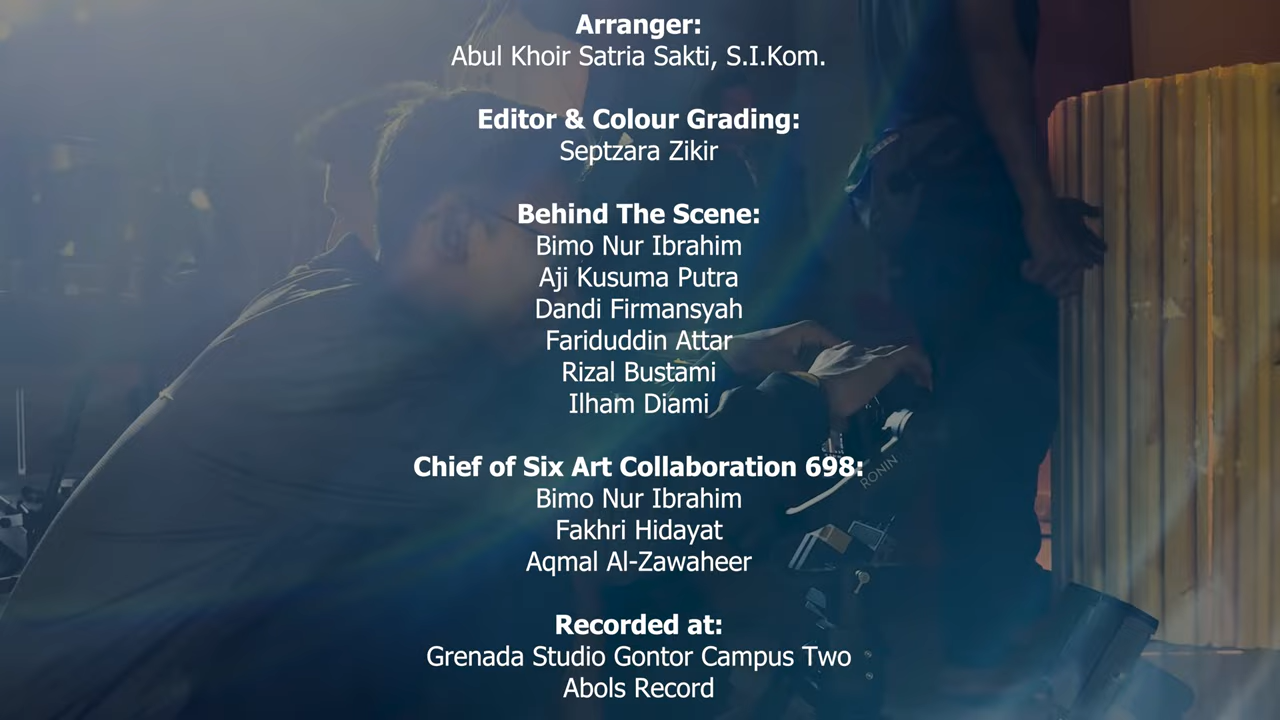 Arranger:
Abul Khoir Satria Sakti, S.I.Kom.
Editor & Colour Grading:
Septzara Zikir
Behind The Scene:
Bimo Nur Ibrahim
Aji Kusuma Putra
Dandi Firmansyah
Fariduddin Attar
Rizal Bustami
Ilham Diami
Chief of Six Art Collaboration 698:
Bimo Nur Ibrahim
Fakhri Hidayat
Aqmal Al-Zawaheer
RONIN
Recorded at:
Grenada Studio Gontor Campus Two
Abols Record